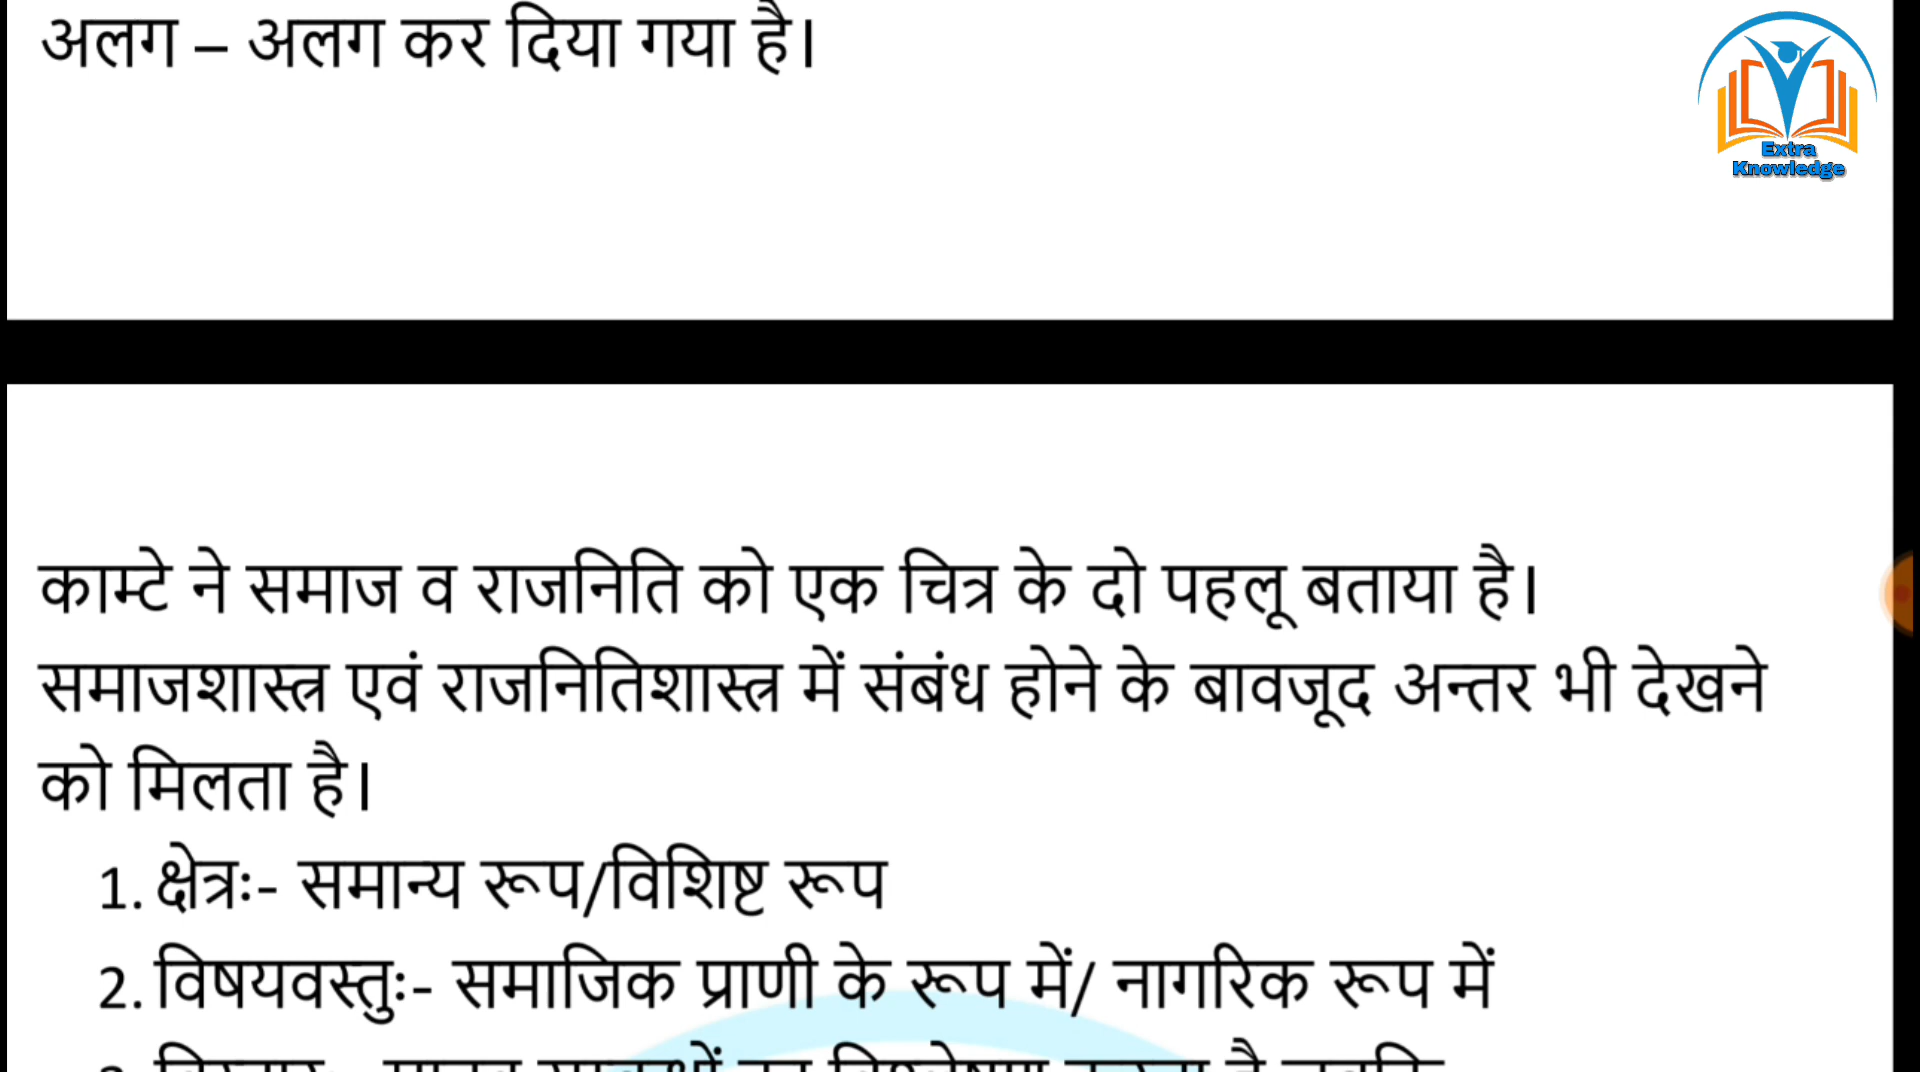 अलग – अलग कर दिया गया है।
Extra
Knowledge
काम्टे ने समाज व राजनिति को एक चित्र के दो पहलू बताया है।
समाजशास्त्र एवं राजनितिशास्त्र में संबंध होने के बावजूद अन्तर भी देखने
को मिलता है।
1. क्षेत्रः- समान्य रूप/विशिष्ट रूप
2. विषयवस्तुः- समाजिक प्राणी के रूप में/ नागरिक रूप में